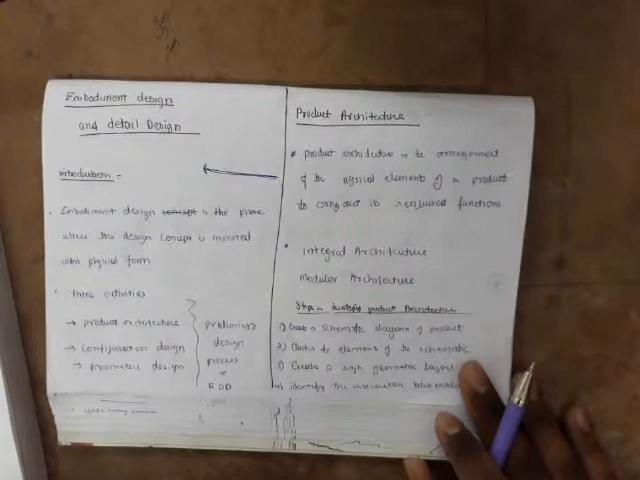 Embodiment design
and detail Design
Introduction :-
Embodiment design concept is the phase
where the design concept is invested
with physical form
Three activities
→ product architecture
→ Configuration design
→ Parametric design
preliminary
design
process
=
EDD
Product Architecture
product architecture is the arrangement
of the physical elements of a product
to carry out its required functions
Integral Architecture
Modular Architecture
Steps in developing product Architecture
1) Create a schematic diagram of product
2) Cluster the elements of the schematic
3) Create a rough geometric layout
4) identify the interaction